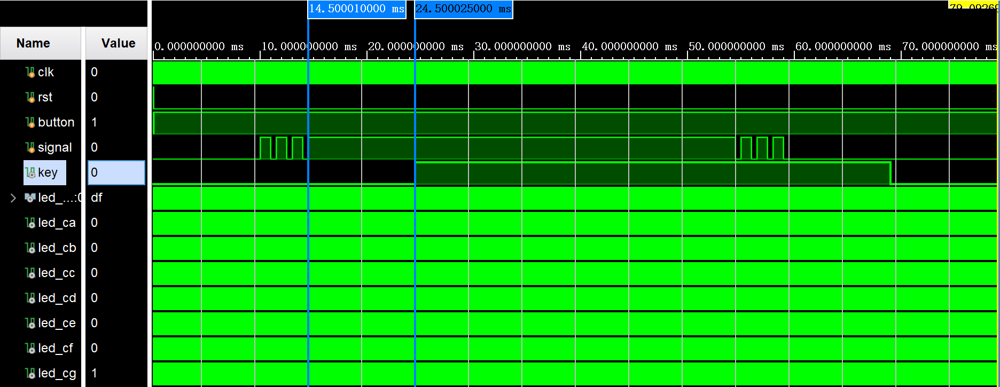 14.500010000 ms 24.500025000 ms
Name Value
0.000000000 ms 10.000000000 ms 20.000000000 ms 30.000000000 ms 40.000000000 ms 50.000000000 ms 60.000000000 ms 70.000000000 ms
clk 0
rst 0
button 1
signal 0
key 0
led_...:0 df
led_ca 0
led_cb 0
led_cc 0
led_cd 0
led_ce 0
led_cf 0
led_cg 1